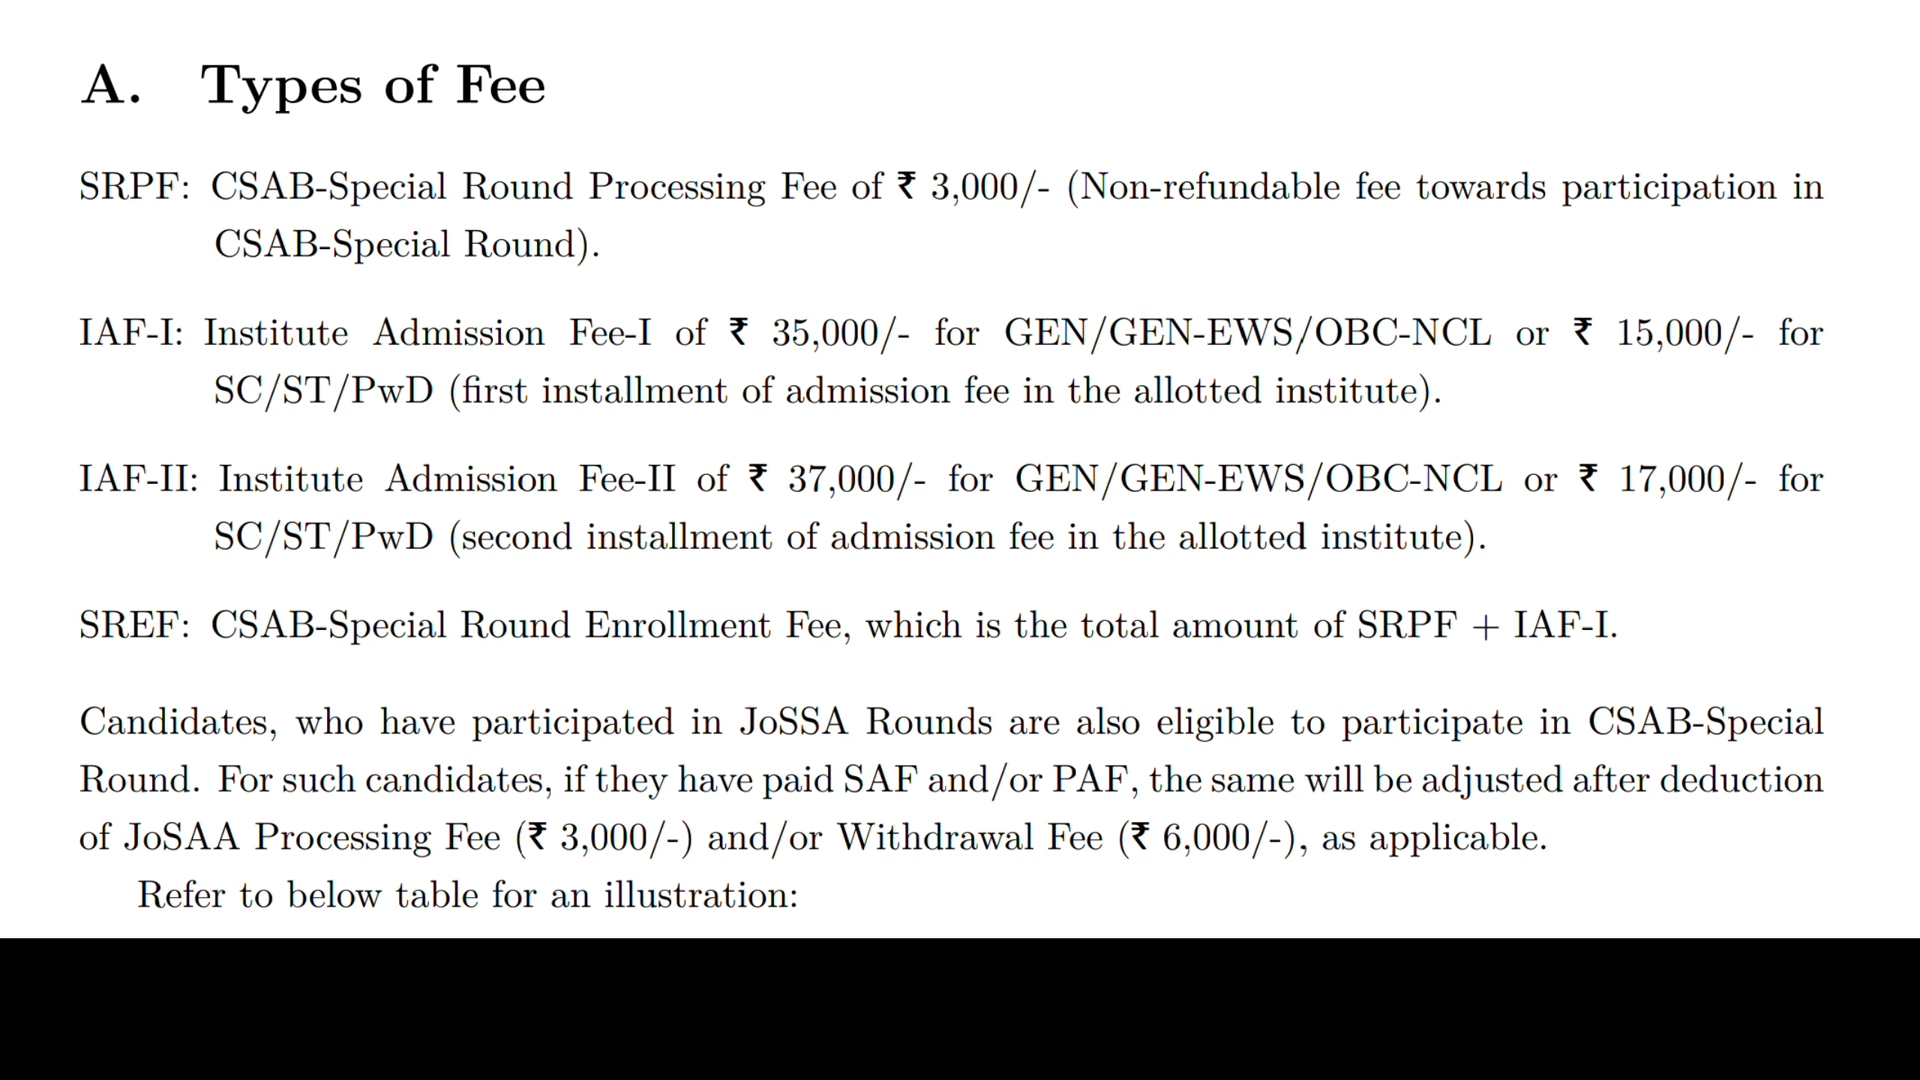 A. Types of Fee
SRPF: CSAB-Special Round Processing Fee of ₹ 3,000/- (Non-refundable fee towards participation in
CSAB-Special Round).
IAF-I: Institute Admission Fee-I of ₹ 35,000/- for GEN/GEN-EWS/OBC-NCL or ₹ 15,000/- for
SC/ST/PwD (first installment of admission fee in the allotted institute).
IAF-II: Institute Admission Fee-II of ₹ 37,000/- for GEN/GEN-EWS/OBC-NCL or ₹ 17,000/- for
SC/ST/PwD (second installment of admission fee in the allotted institute).
SREF: CSAB-Special Round Enrollment Fee, which is the total amount of SRPF + IAF-I.
Candidates, who have participated in JoSSA Rounds are also eligible to participate in CSAB-Special
Round. For such candidates, if they have paid SAF and/or PAF, the same will be adjusted after deduction
of JoSAA Processing Fee (₹ 3,000/-) and/or Withdrawal Fee (₹ 6,000/-), as applicable.
Refer to below table for an illustration: